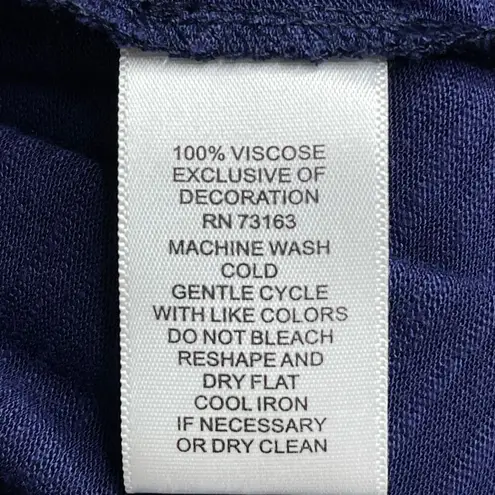 100% VISCOSE
EXCLUSIVE OF
DECORATION
RN 73163
MACHINE WASH
COLD
GENTLE CYCLE
WITH LIKE COLORS
DO NOT BLEACH
RESHAPE AND
DRY FLAT
COOL IRON
IF NECESSARY
OR DRY CLEAN